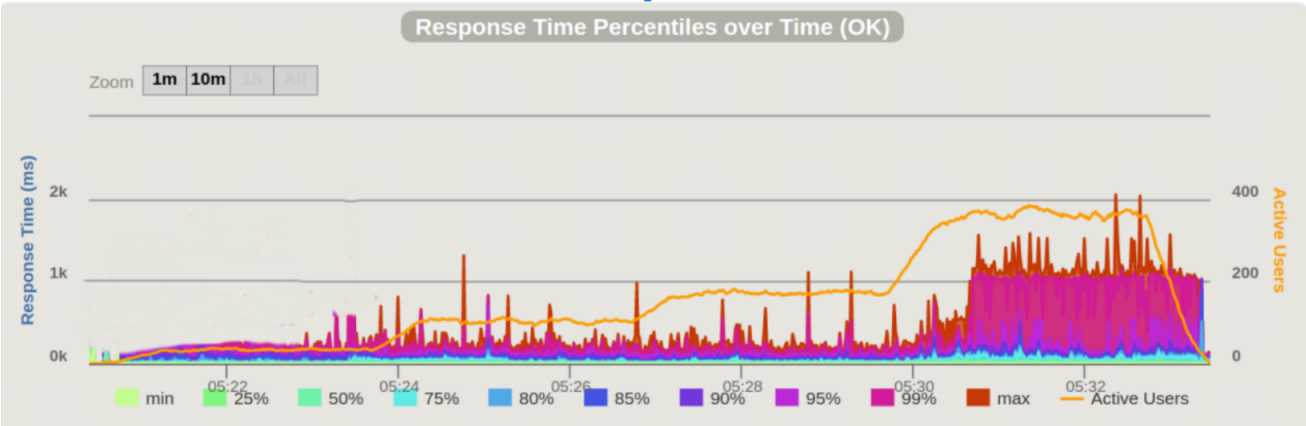 Response Time Percentiles over Time (OK)
Zoom 1m 10m 1h All
Response Time (ms)
2k
1k
0k
400
200
0
Active Users
05:22 05:24 05:26 05:28 05:30 05:32
min 25% 50% 75% 80% 85% 90% 95% 99% max Active Users